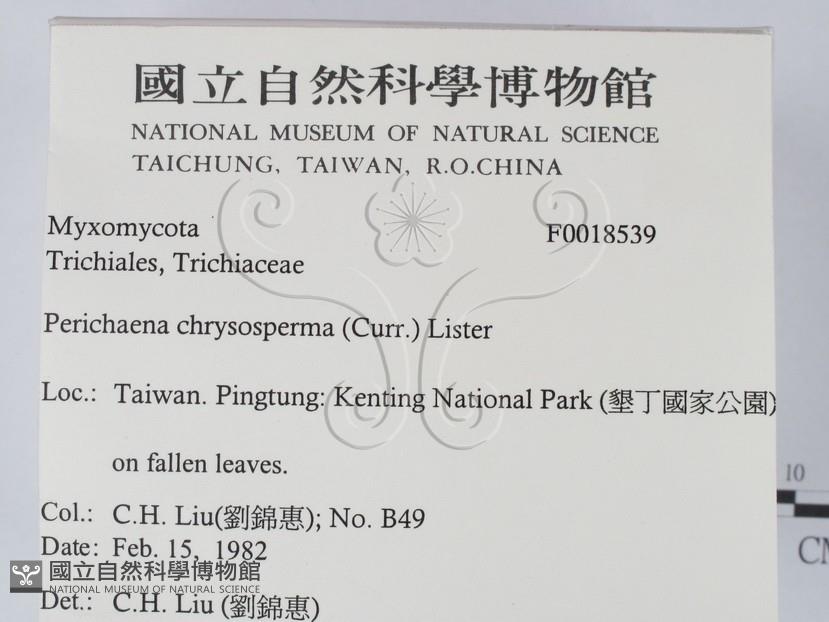 國立自然科學博物館
NATIONAL MUSEUM OF NATURAL SCIENCE
TAICHUNG, TAIWAN, R.O.CHINA
Myxomycota F0018539
Trichiales, Trichiaceae
Perichaena chrysosperma (Curr.) Lister
Loc.: Taiwan. Pingtung: Kenting National Park (墾丁國家公園)
on fallen leaves.
Col.: C.H. Liu(劉錦惠); No. B49
Date: Feb. 15, 1982
國立自然科學博物館
NATIONAL MUSEUM OF NATURAL SCIENCE
Det.: C.H. Liu (劉錦惠)
10
CM